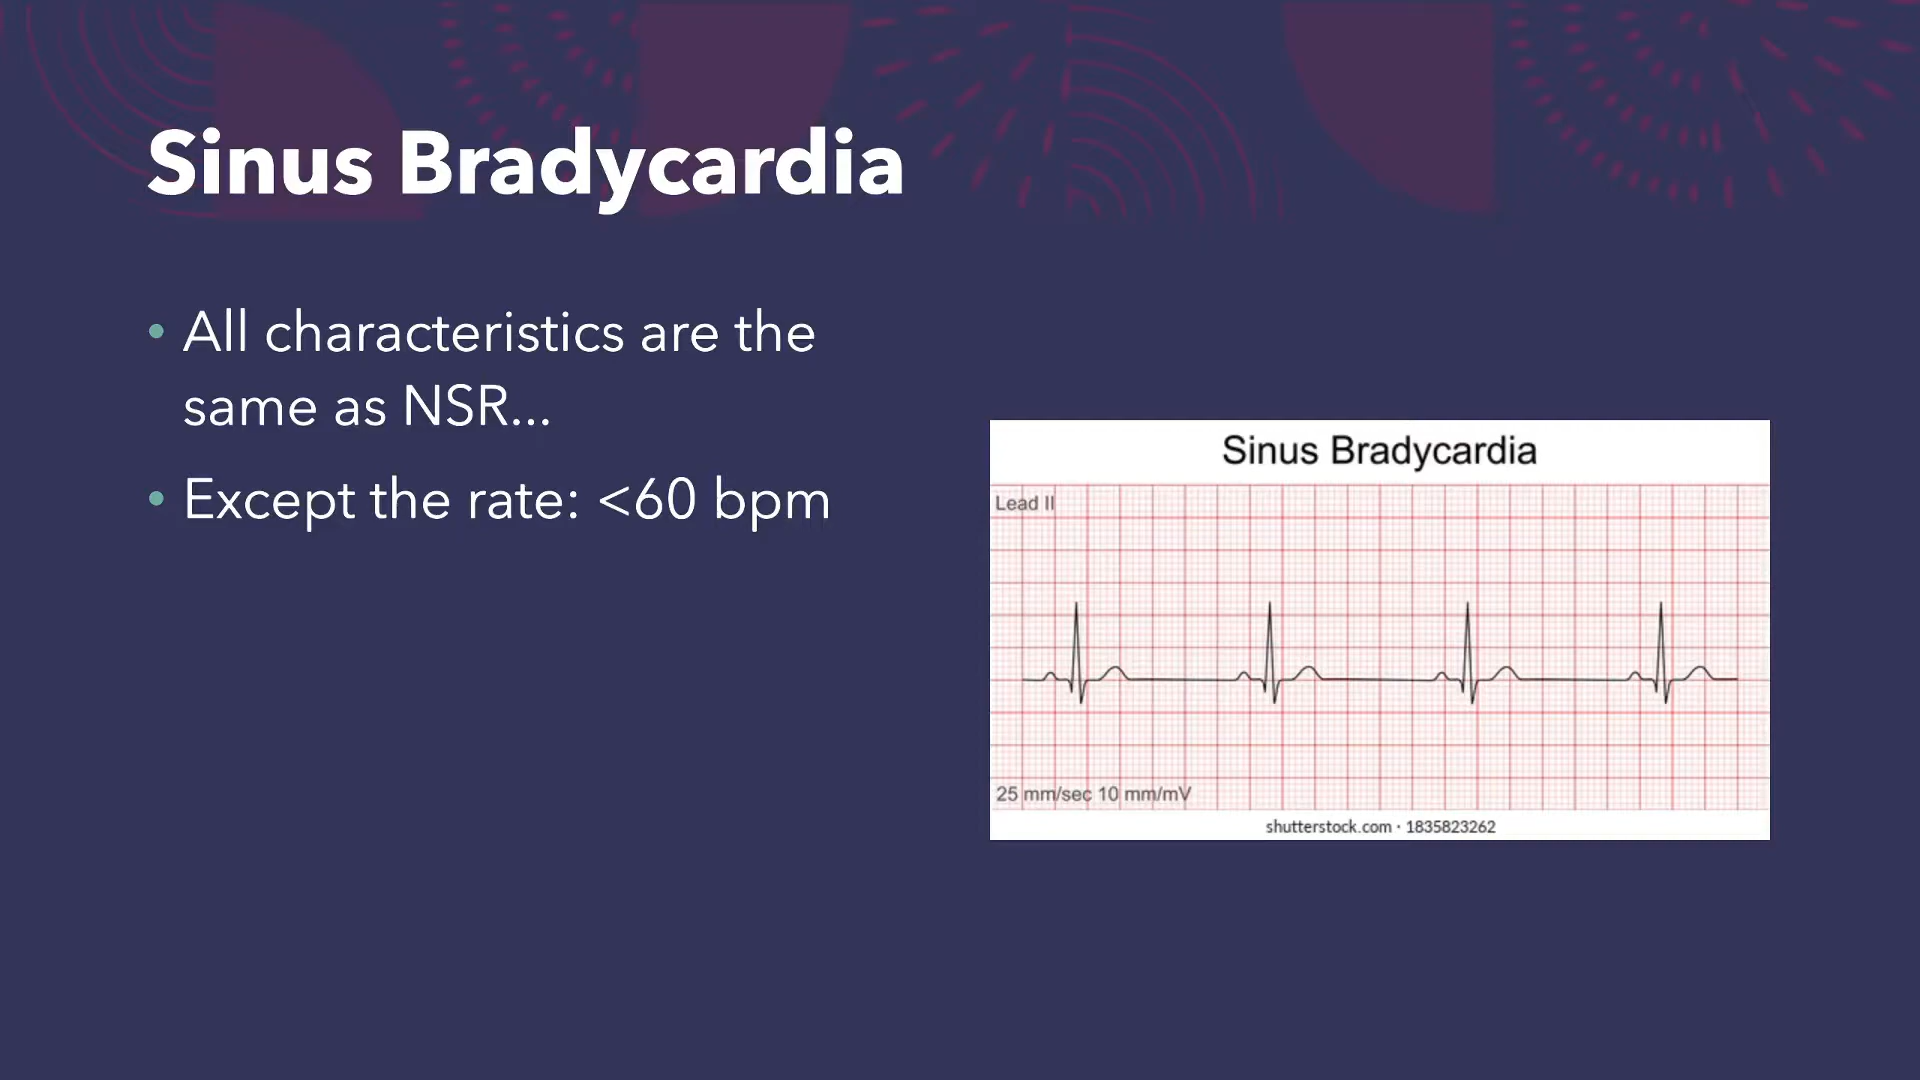 Sinus Bradycardia
• All characteristics are the
same as NSR...
• Except the rate: <60 bpm
Sinus Bradycardia
Lead II
25 mm/sec 10 mm/mV
shutterstock.com · 1835823262